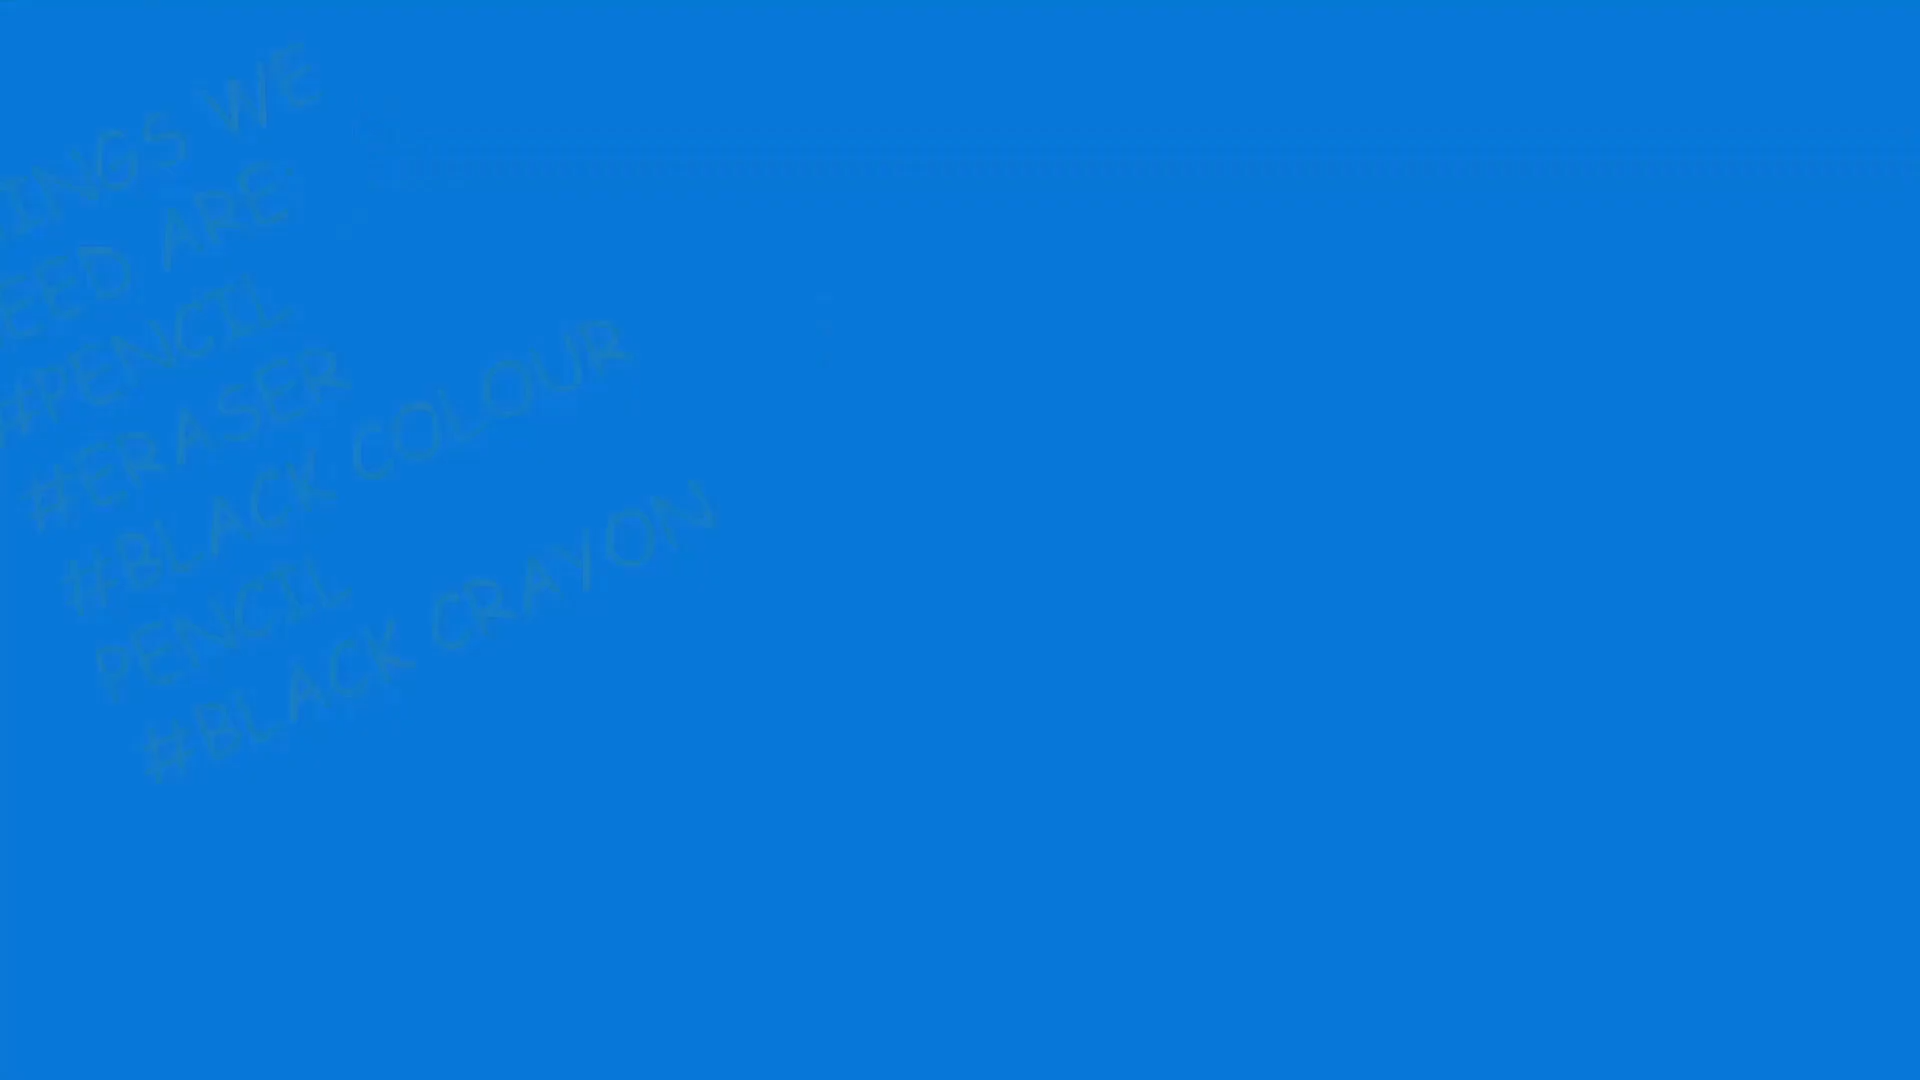 INGS WE
EED ARE
#PENCIL
#ERASER
#BLACK COLOUR
PENCIL
#BLACK CRAYON